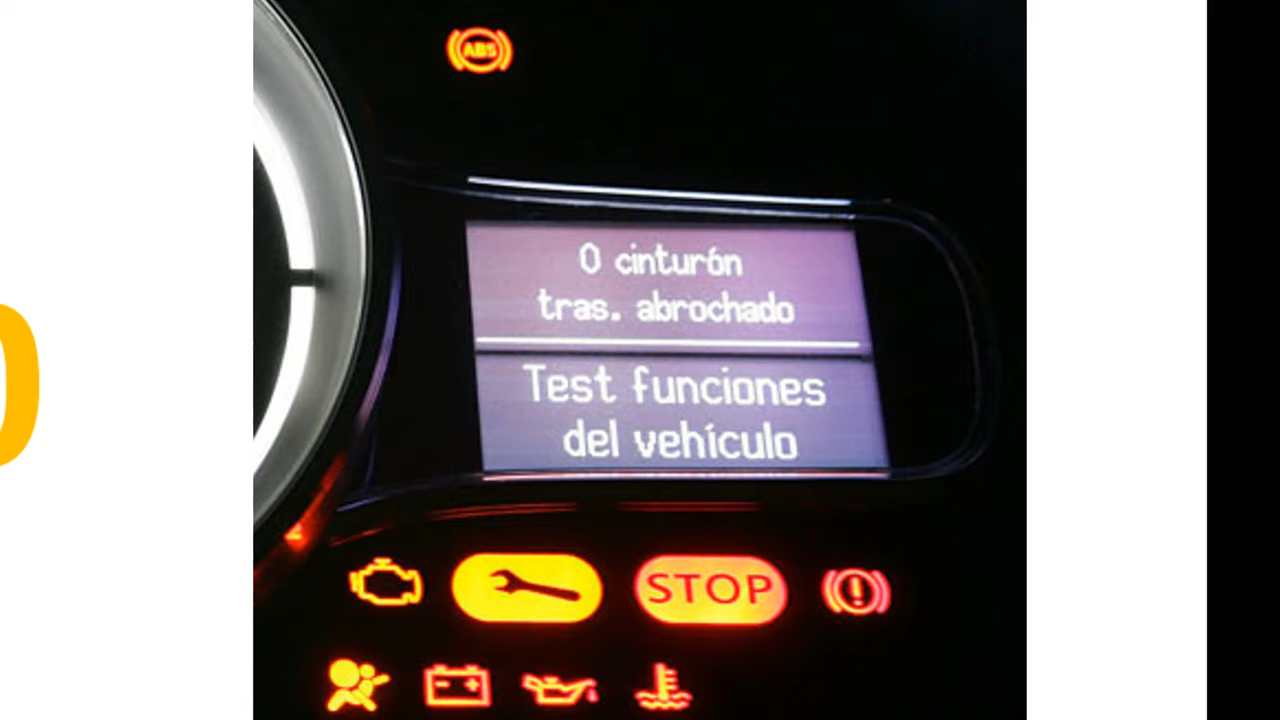 ABS
0 cinturón
tras. abrochado
Test funciones
del vehículo
STOP